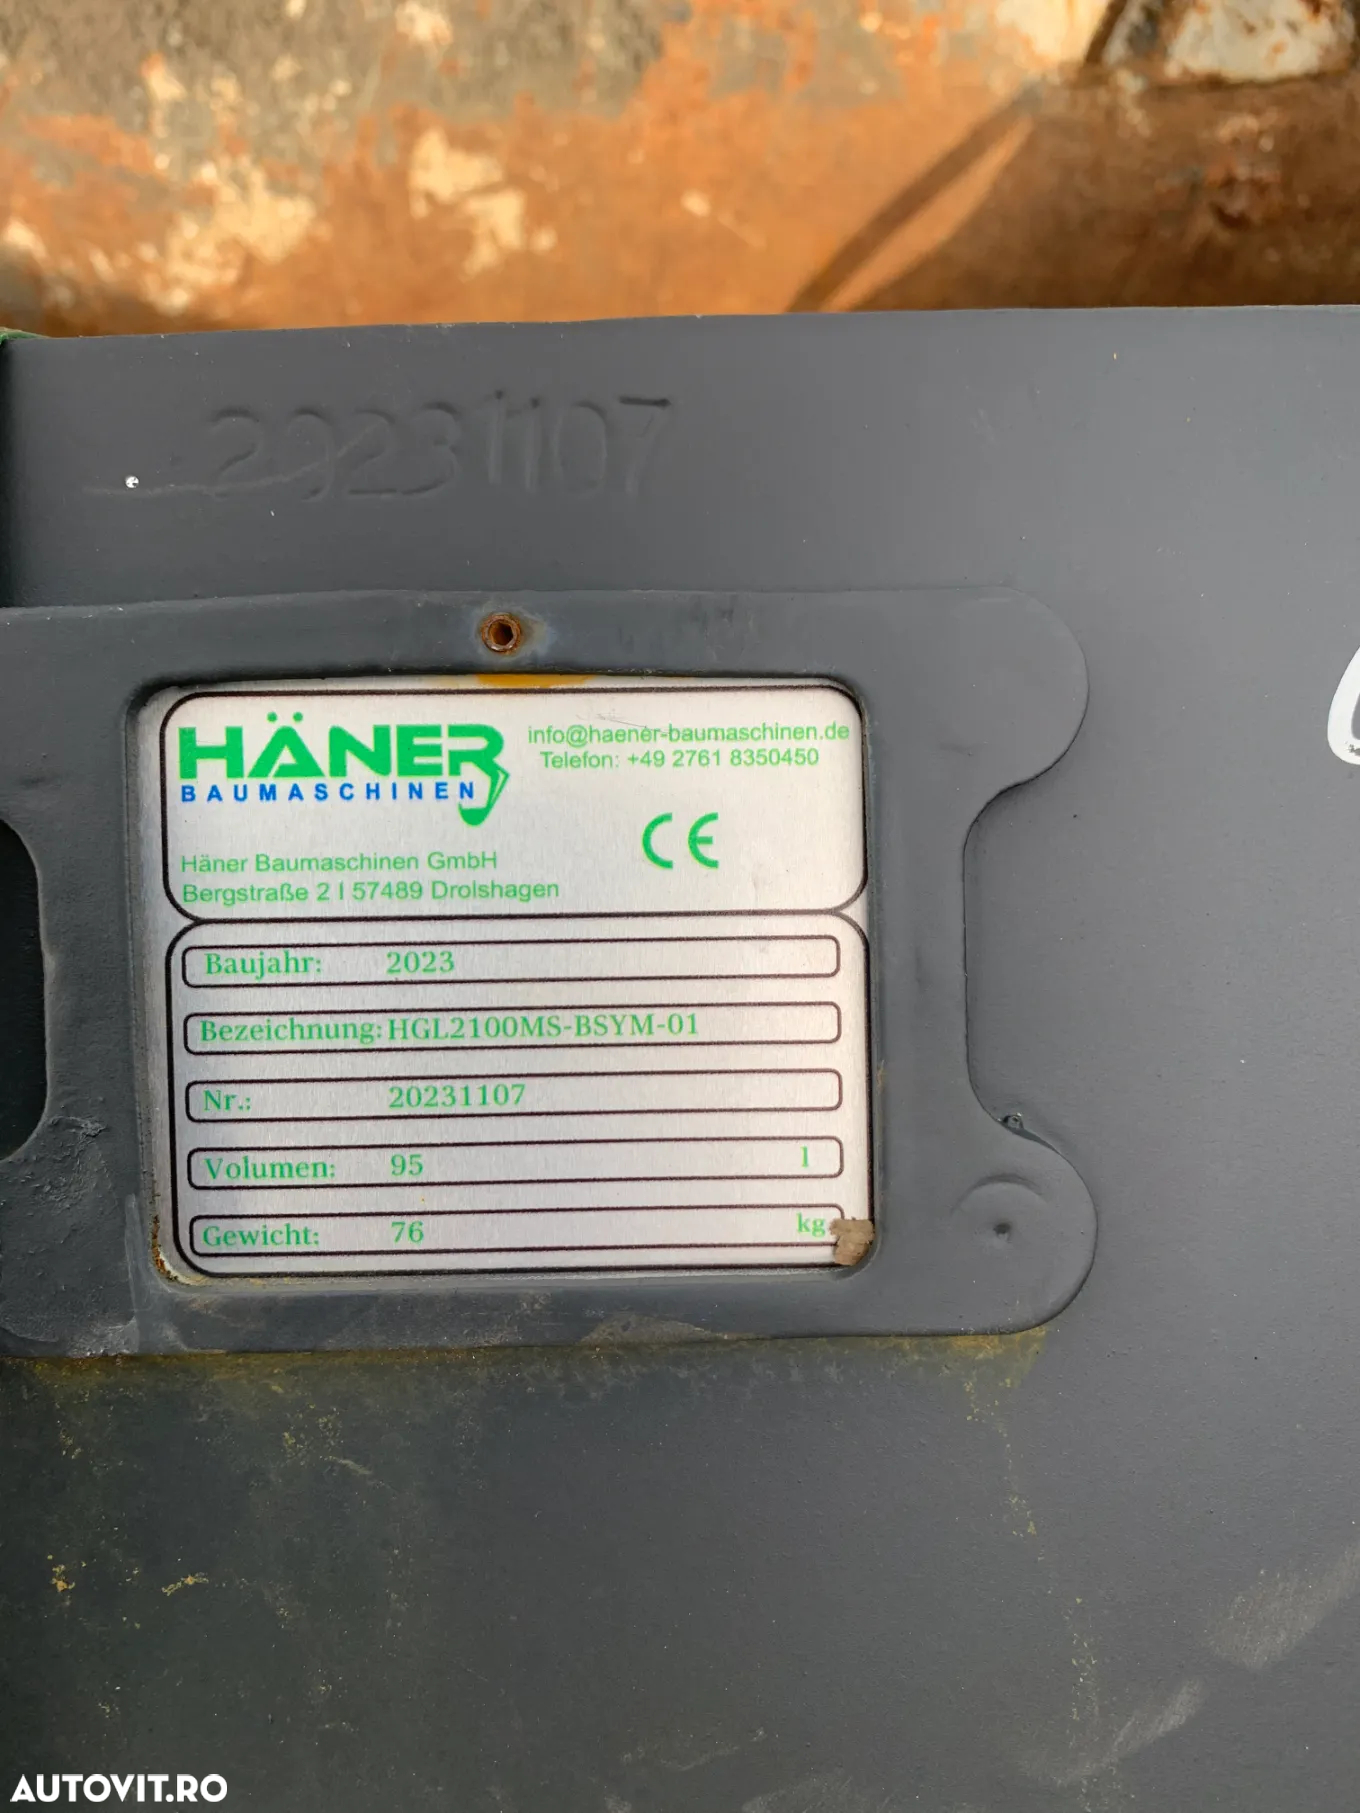 20231107
HÄNER
BAUMASCHINEN
info@haener-baumaschinen.de
Telefon: +49 2761 8350450
CE
Häner Baumaschinen GmbH
Bergstraße 2 | 57489 Drolshagen
Baujahr: 2023
Bezeichnung: HGL2100MS-BSYM-01
Nr.: 20231107
Volumen: 95 l
Gewicht: 76 kg
AUTOVIT.RO